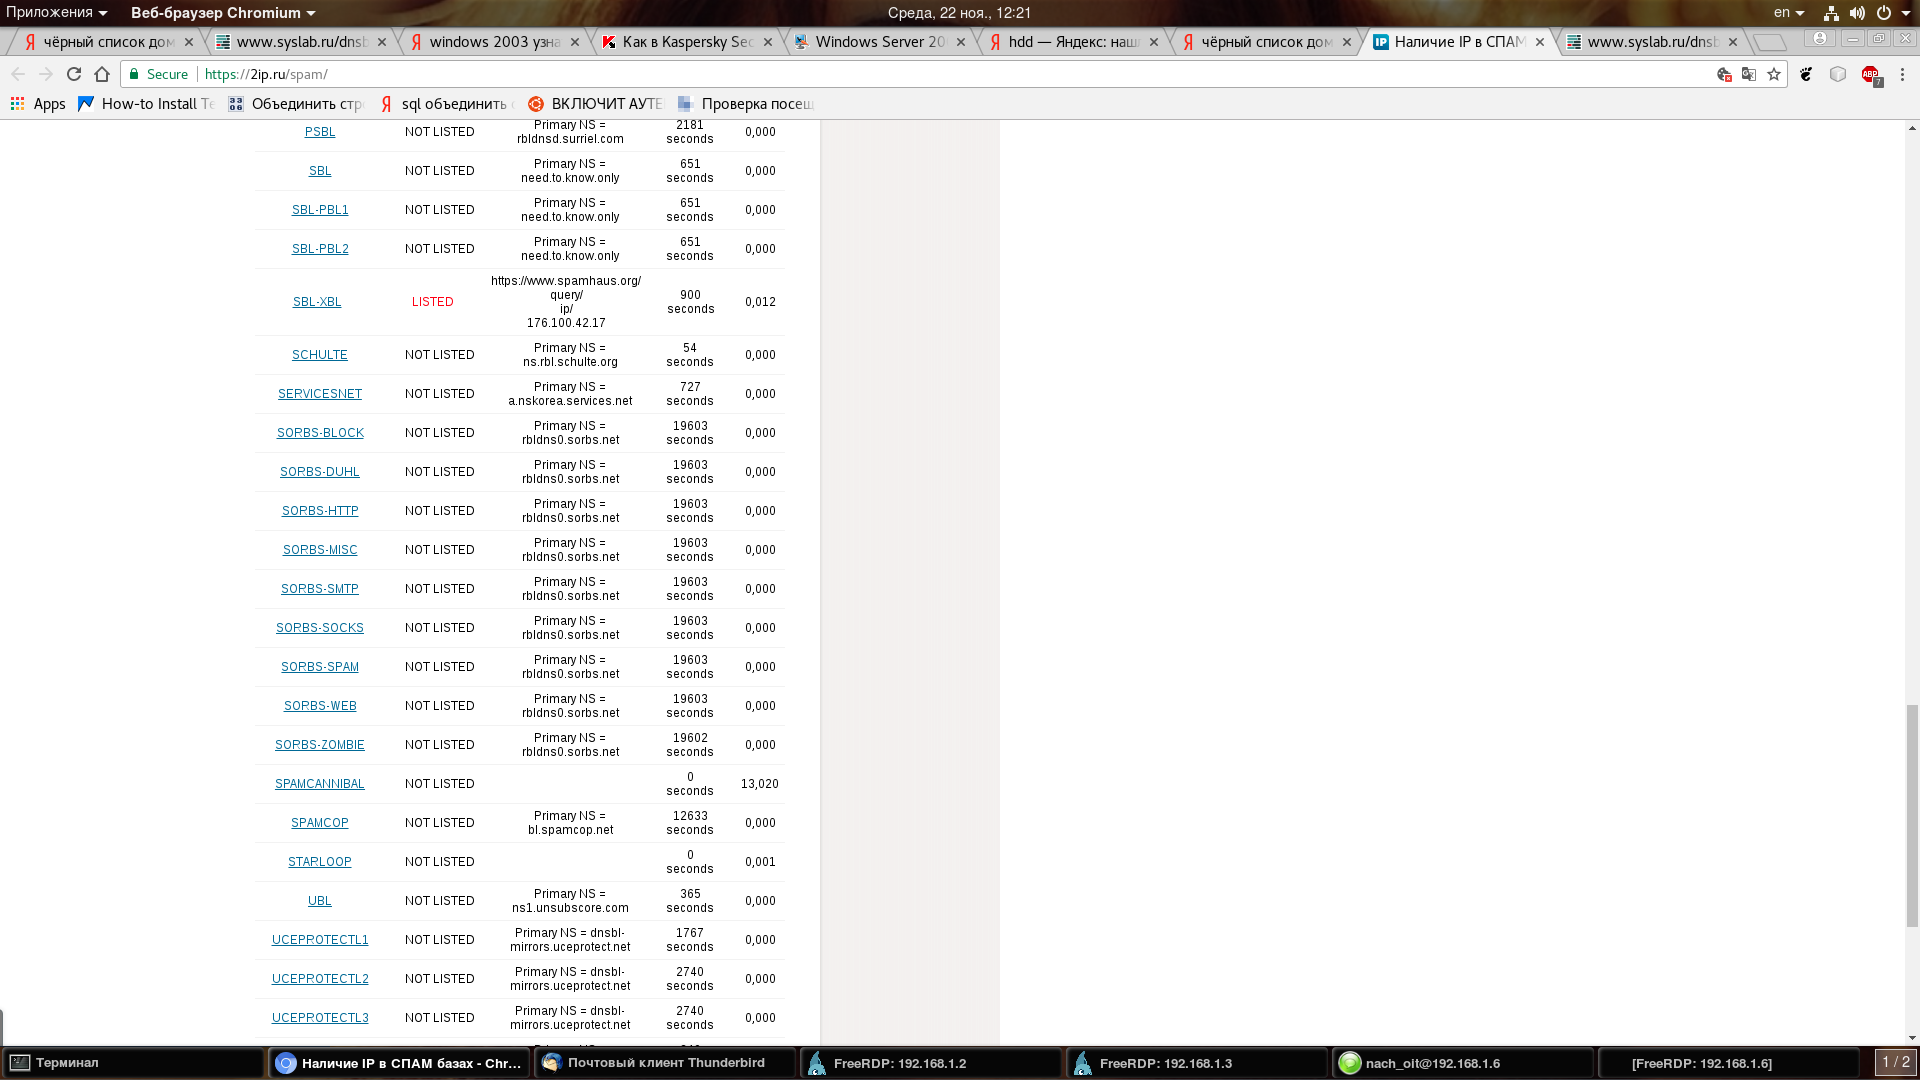 Приложения
Веб-браузер Chromium
Среда, 22 ноя., 12:21
en
чёрный список дом
www.syslab.ru/dnsb
windows 2003 узна
Как в Kaspersky Sec
Windows Server 20
hdd — Яндекс: наш
чёрный список дом
Наличие IP в СПАМ
www.syslab.ru/dnsb
Secure
https://2ip.ru/spam/
ABP
7
Apps
How-to Install Te
Объединить стр
sql объединить
ВКЛЮЧИТ АУТЕ
Проверка посещ
PSBL NOT LISTED Primary NS = rbldnsd.surriel.com 2181 seconds 0,000
SBL NOT LISTED Primary NS = need.to.know.only 651 seconds 0,000
SBL-PBL1 NOT LISTED Primary NS = need.to.know.only 651 seconds 0,000
SBL-PBL2 NOT LISTED Primary NS = need.to.know.only 651 seconds 0,000
SBL-XBL LISTED https://www.spamhaus.org/query/ip/176.100.42.17 900 seconds 0,012
SCHULTE NOT LISTED Primary NS = ns.rbl.schulte.org 54 seconds 0,000
SERVICESNET NOT LISTED Primary NS = a.nskorea.services.net 727 seconds 0,000
SORBS-BLOCK NOT LISTED Primary NS = rbldns0.sorbs.net 19603 seconds 0,000
SORBS-DUHL NOT LISTED Primary NS = rbldns0.sorbs.net 19603 seconds 0,000
SORBS-HTTP NOT LISTED Primary NS = rbldns0.sorbs.net 19603 seconds 0,000
SORBS-MISC NOT LISTED Primary NS = rbldns0.sorbs.net 19603 seconds 0,000
SORBS-SMTP NOT LISTED Primary NS = rbldns0.sorbs.net 19603 seconds 0,000
SORBS-SOCKS NOT LISTED Primary NS = rbldns0.sorbs.net 19603 seconds 0,000
SORBS-SPAM NOT LISTED Primary NS = rbldns0.sorbs.net 19603 seconds 0,000
SORBS-WEB NOT LISTED Primary NS = rbldns0.sorbs.net 19603 seconds 0,000
SORBS-ZOMBIE NOT LISTED Primary NS = rbldns0.sorbs.net 19602 seconds 0,000
SPAMCANNIBAL NOT LISTED 0 seconds 13,020
SPAMCOP NOT LISTED Primary NS = bl.spamcop.net 12633 seconds 0,000
STARLOOP NOT LISTED 0 seconds 0,001
UBL NOT LISTED Primary NS = ns1.unsubscore.com 365 seconds 0,000
UCEPROTECTL1 NOT LISTED Primary NS = dnsbl-mirrors.uceprotect.net 1767 seconds 0,000
UCEPROTECTL2 NOT LISTED Primary NS = dnsbl-mirrors.uceprotect.net 2740 seconds 0,000
UCEPROTECTL3 NOT LISTED Primary NS = dnsbl-mirrors.uceprotect.net 2740 seconds 0,000
Терминал
Наличие IP в СПАМ базах - Chr...
Почтовый клиент Thunderbird
FreeRDP: 192.168.1.2
FreeRDP: 192.168.1.3
nach_oit@192.168.1.6
[FreeRDP: 192.168.1.6]
1 / 2